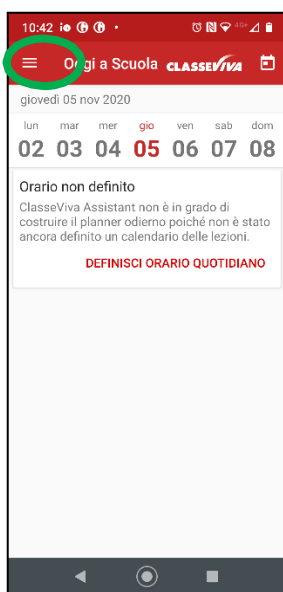 10:42
Oggi a Scuola CLASSEVIVA
giovedì 05 nov 2020
lun mar mer gio ven sab dom
02 03 04 05 06 07 08
Orario non definito
ClasseViva Assistant non è in grado di
costruire il planner odierno poiché non è stato
ancora definito un calendario delle lezioni.
DEFINISCI ORARIO QUOTIDIANO